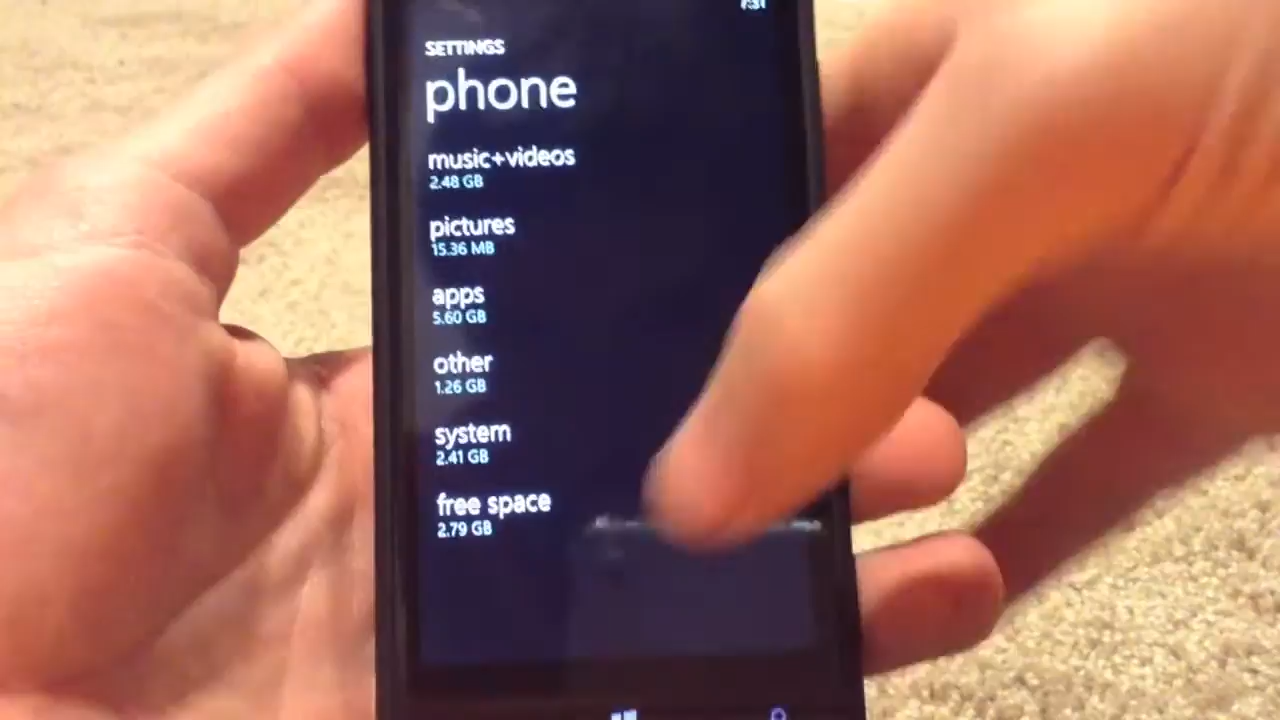 SETTINGS
phone
music+videos
2.48 GB
pictures
15.36 MB
apps
5.60 GB
other
1.26 GB
system
2.41 GB
free space
2.79 GB